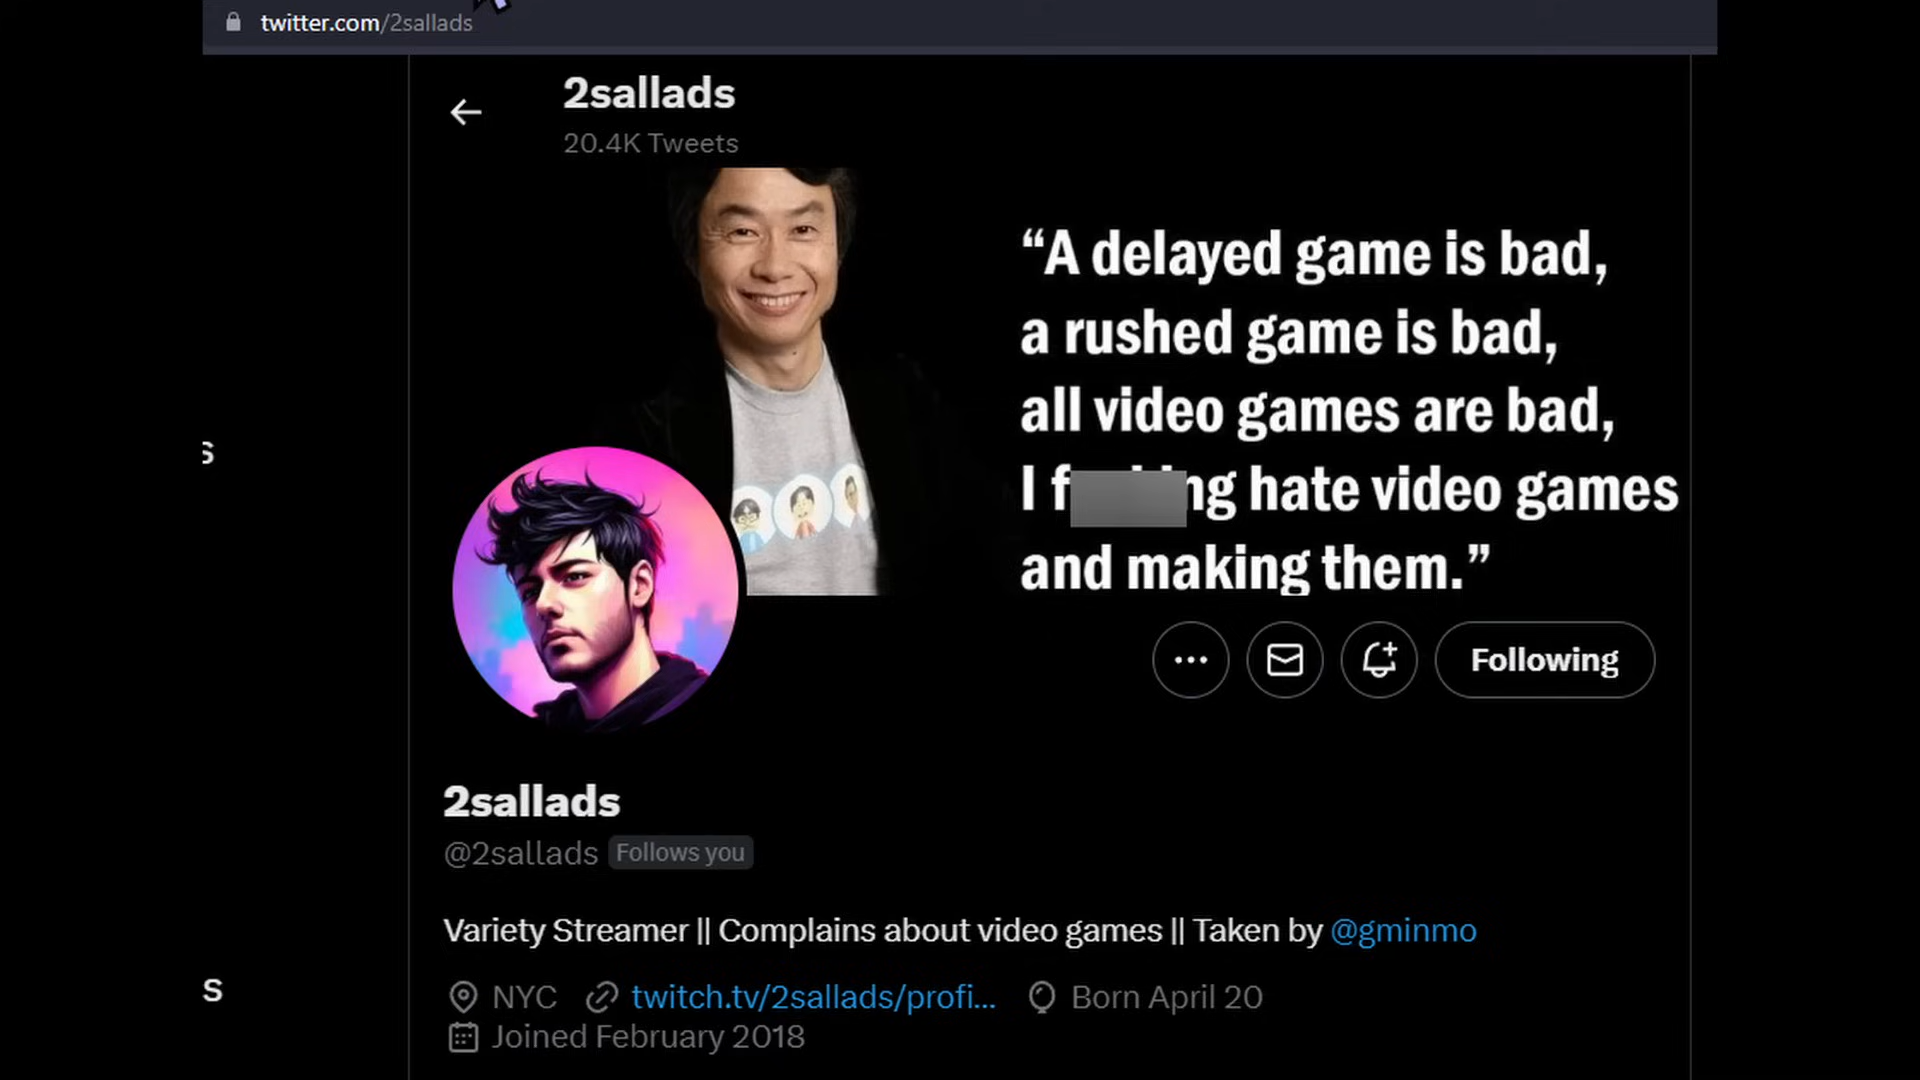 twitter.com/2sallads
2sallads
20.4K Tweets
“A delayed game is bad,
a rushed game is bad,
all video games are bad,
I f ng hate video games
and making them.”
s
Following
2sallads
@2sallads Follows you
Variety Streamer || Complains about video games || Taken by @gminmo
s
NYC twitch.tv/2sallads/profi... Born April 20
Joined February 2018